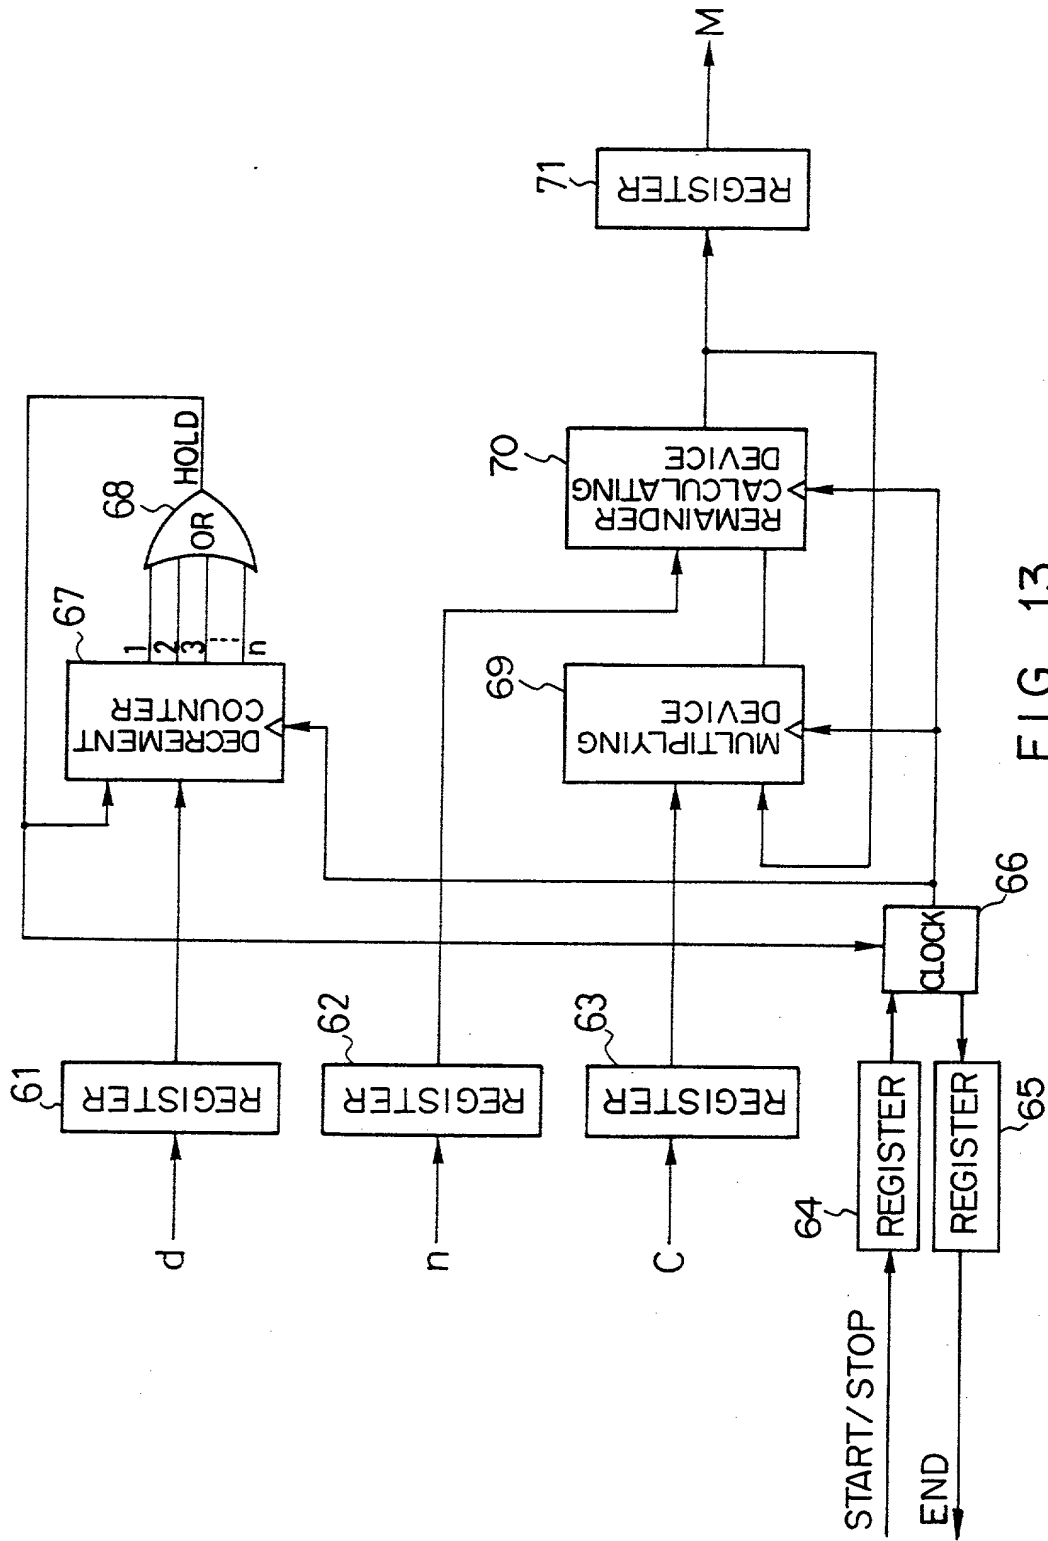 d
61
REGISTER
67
DECREMENT
COUNTER
1
2
3
n
68
OR
HOLD
n
62
REGISTER
C
63
REGISTER
69
MULTIPLYING
DEVICE
70
REMAINDER
CALCULATING
DEVICE
71
REGISTER
M
START/STOP
64
REGISTER
END
65
REGISTER
CLOCK
66
FIG 13